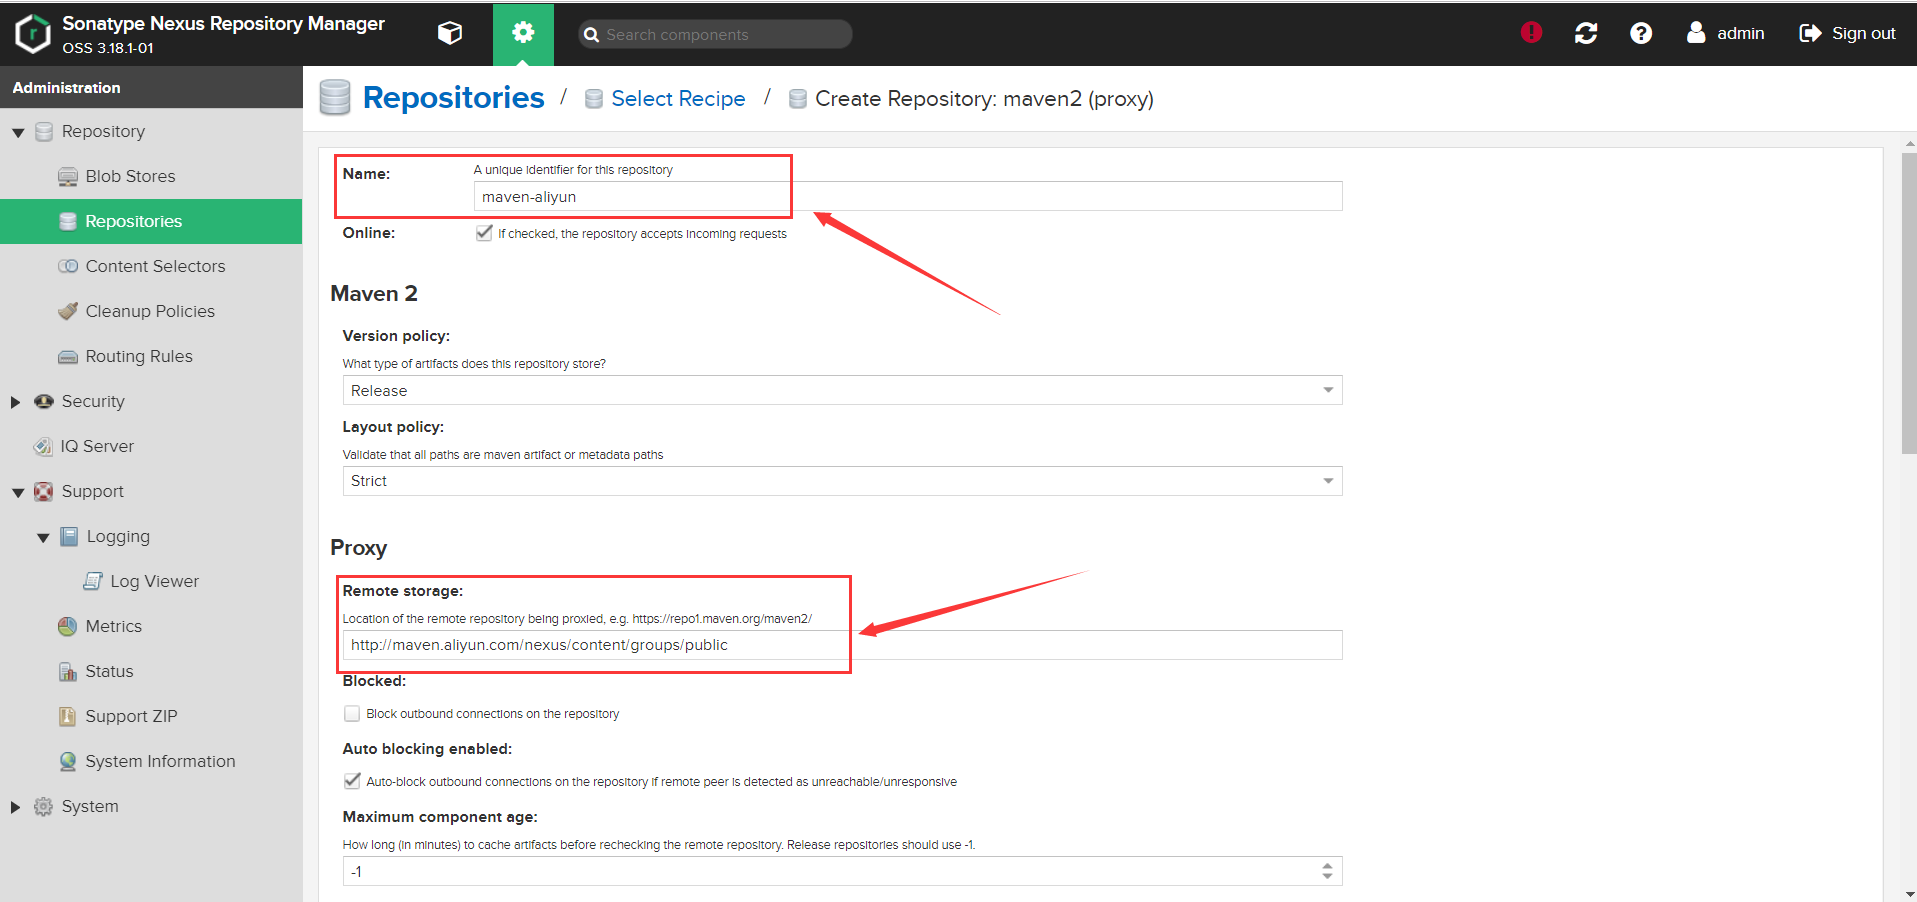 Sonatype Nexus Repository Manager
OSS 3.18.1-01
Search components
admin
Sign out
Administration
Repository
Blob Stores
Repositories
Content Selectors
Cleanup Policies
Routing Rules
Security
IQ Server
Support
Logging
Log Viewer
Metrics
Status
Support ZIP
System Information
System
Repositories / Select Recipe / Create Repository: maven2 (proxy)
Name:
A unique identifier for this repository
maven-aliyun
Online:
If checked, the repository accepts incoming requests
Maven 2
Version policy:
What type of artifacts does this repository store?
Release
Layout policy:
Validate that all paths are maven artifact or metadata paths
Strict
Proxy
Remote storage:
Location of the remote repository being proxied, e.g. https://repo1.maven.org/maven2/
http://maven.aliyun.com/nexus/content/groups/public
Blocked:
Block outbound connections on the repository
Auto blocking enabled:
Auto-block outbound connections on the repository if remote peer is detected as unreachable/unresponsive
Maximum component age:
How long (in minutes) to cache artifacts before rechecking the remote repository. Release repositories should use -1.
-1